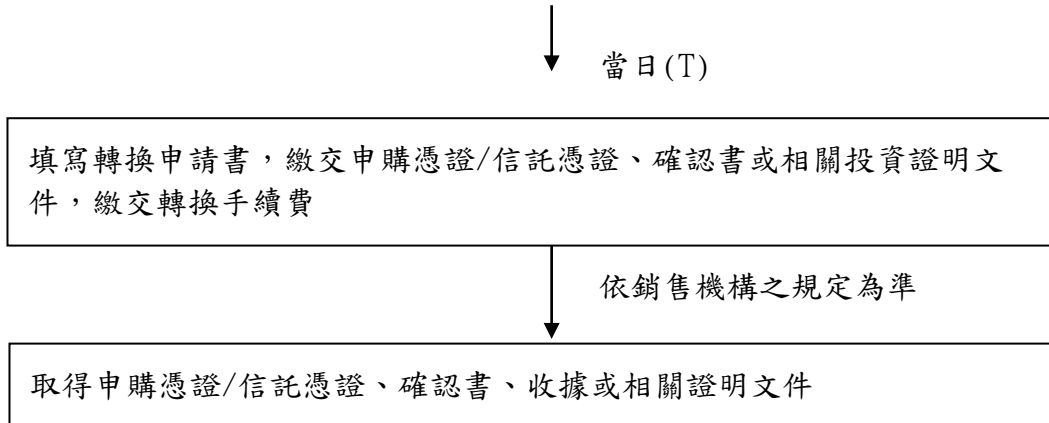 當日(T)
填寫轉換申請書，繳交申購憑證/信託憑證、確認書或相關投資證明文
件，繳交轉換手續費
依銷售機構之規定為準
取得申購憑證/信託憑證、確認書、收據或相關證明文件